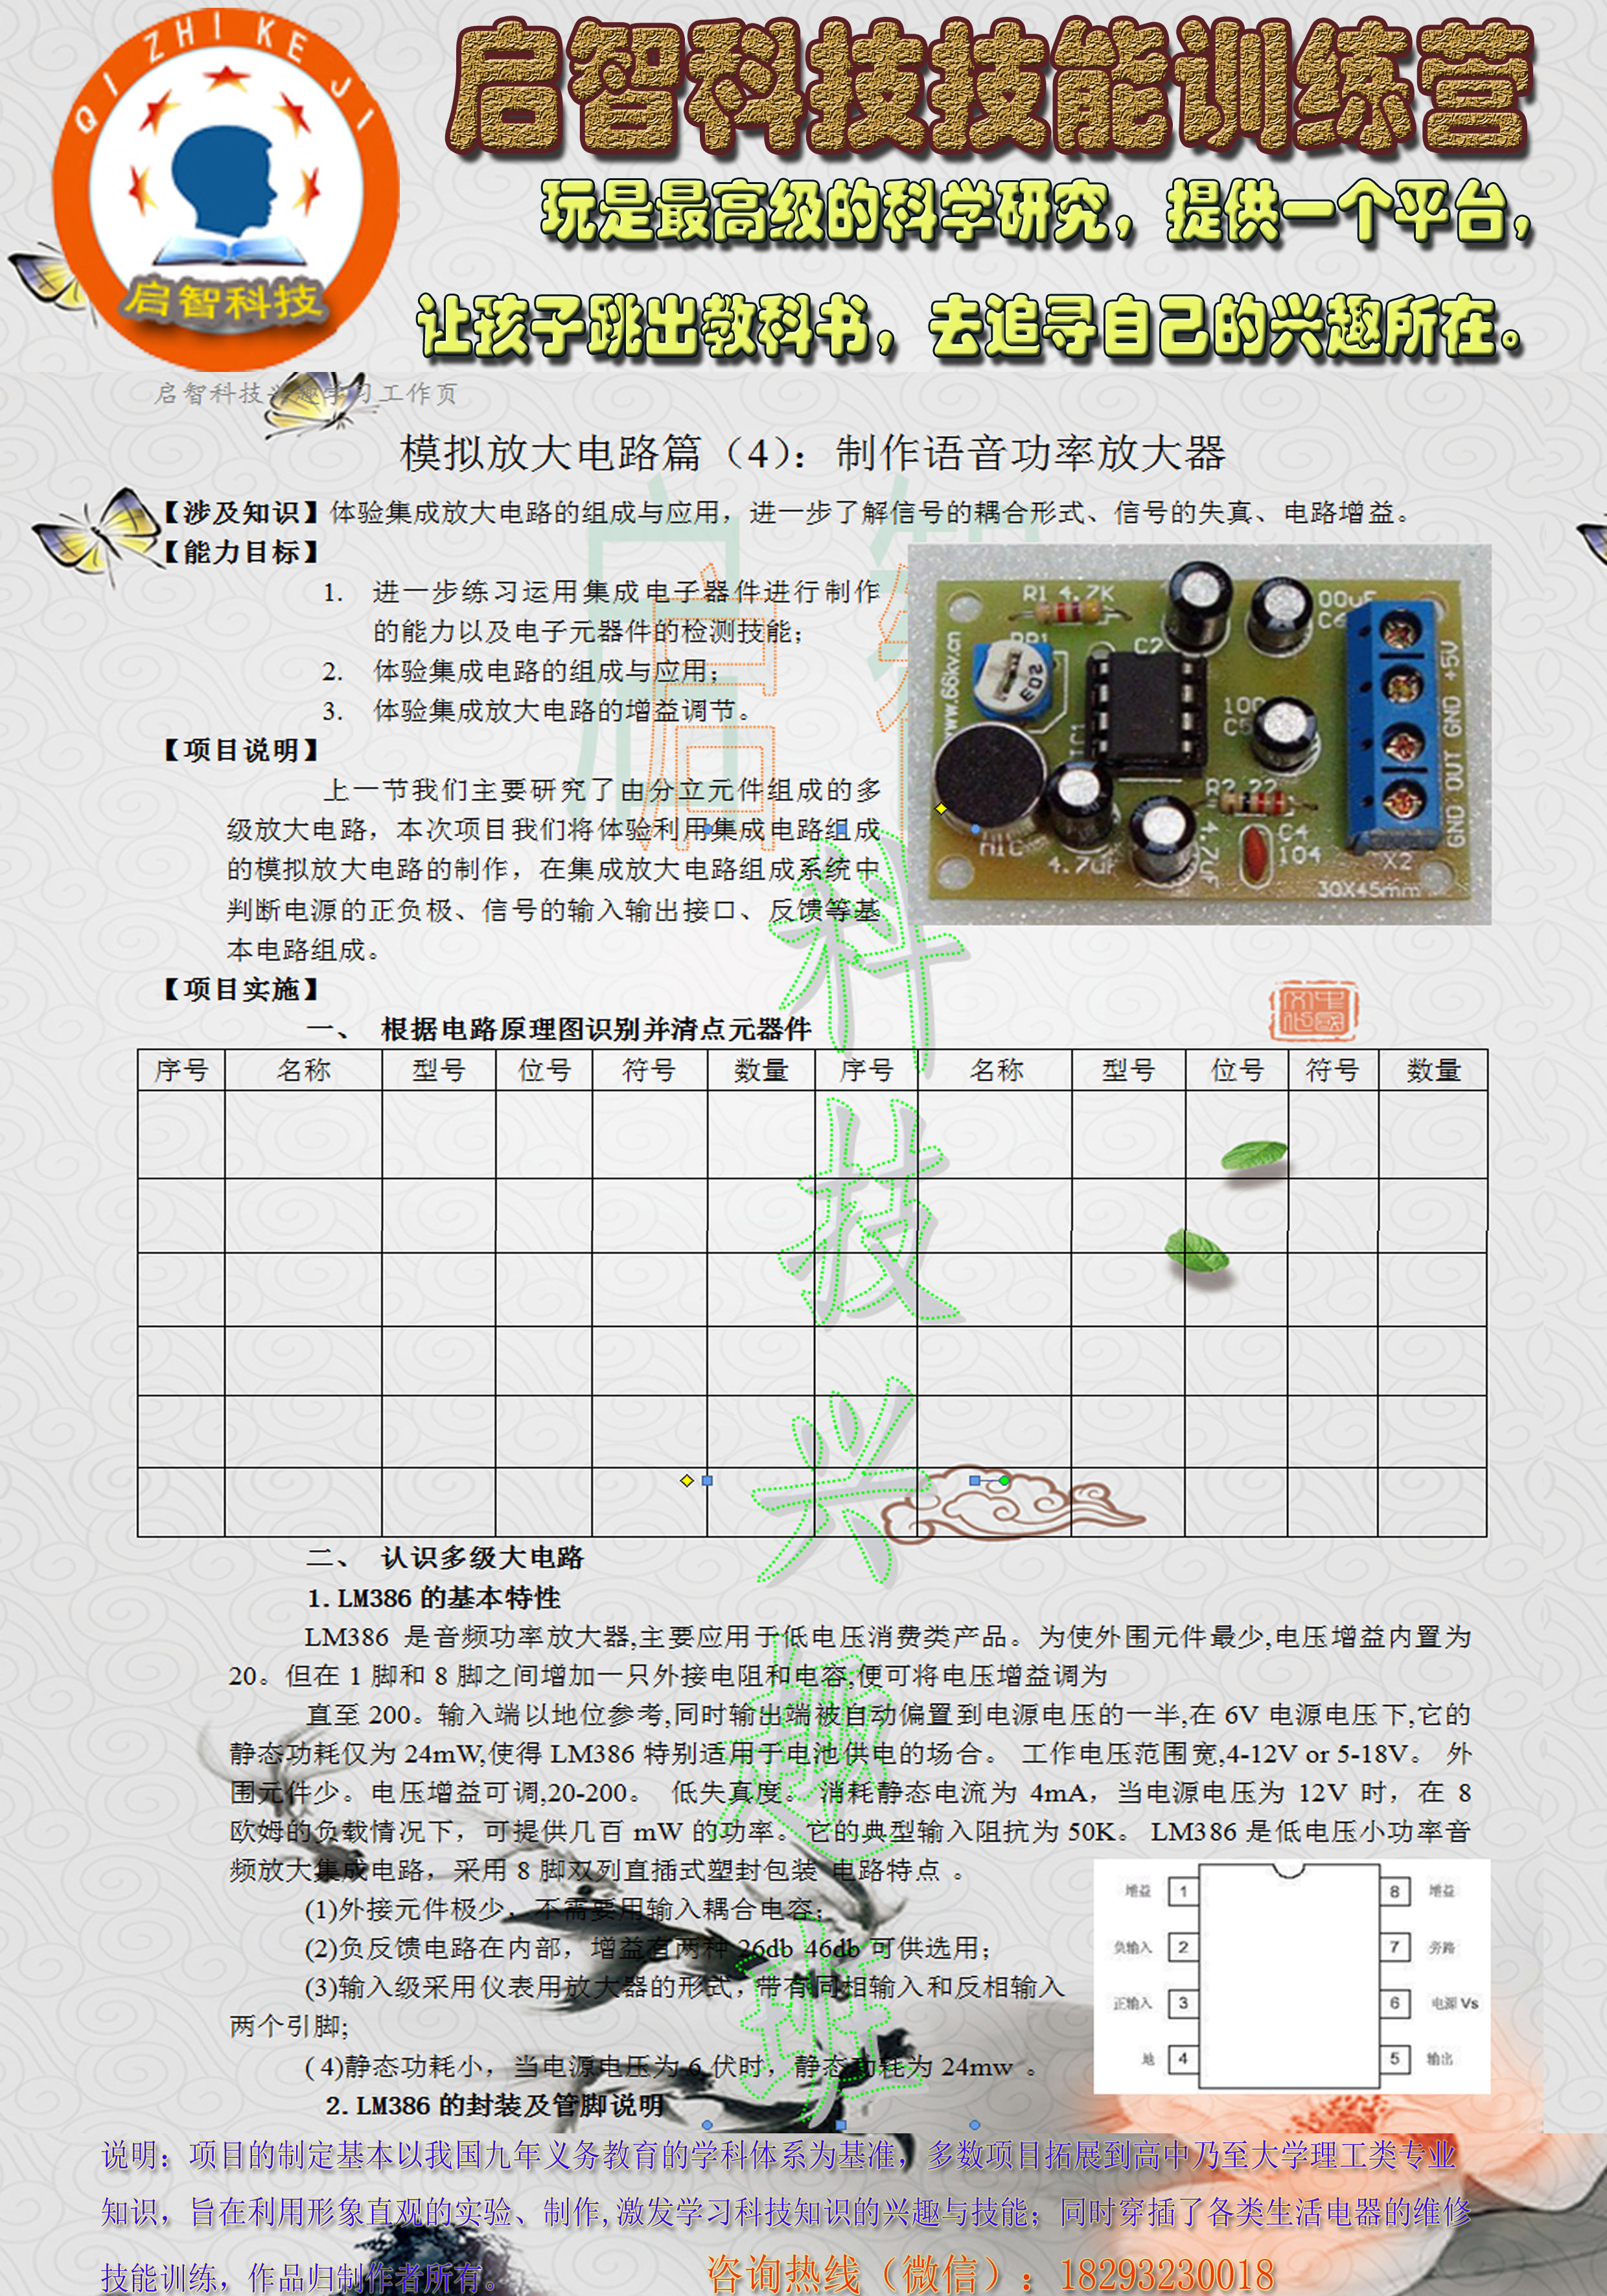 QI ZHI KE JI
启智科技
启智科技技能训练营
玩是最高级的科学研究，提供一个平台，
让孩子跳出教科书，去追寻自己的兴趣所在。
启智科技兴趣学习工作页
模拟放大电路篇（4）：制作语音功率放大器
【涉及知识】体验集成放大电路的组成与应用，进一步了解信号的耦合形式、信号的失真、电路增益。
【能力目标】
1. 进一步练习运用集成电子器件进行制作
的能力以及电子元器件的检测技能；
2. 体验集成电路的组成与应用；
3. 体验集成放大电路的增益调节。
【项目说明】
上一节我们主要研究了由分立元件组成的多
级放大电路，本次项目我们将体验利用集成电路组成
的模拟放大电路的制作，在集成放大电路组成系统中
判断电源的正负极、信号的输入输出接口、反馈等基
本电路组成。
R1 4.7K
00uF
C2
www.66kv.cn
E02
IC1
100
+5V
GND
OUT
GND
R2 22
MIC
4.7uF
4.7uF
C4
104
X2
30X45mm
【项目实施】
一、 根据电路原理图识别并清点元器件
序号 名称 型号 位号 符号 数量 序号 名称 型号 位号 符号 数量
二、 认识多级大电路
1. LM386 的基本特性
LM386 是音频功率放大器,主要应用于低电压消费类产品。为使外围元件最少,电压增益内置为
20。但在 1 脚和 8 脚之间增加一只外接电阻和电容,便可将电压增益调为
直至 200。输入端以地位参考,同时输出端被自动偏置到电源电压的一半,在 6V 电源电压下,它的
静态功耗仅为 24mW,使得 LM386 特别适用于电池供电的场合。 工作电压范围宽,4-12V or 5-18V。 外
围元件少。电压增益可调,20-200。 低失真度。 消耗静态电流为 4mA，当电源电压为 12V 时，在 8
欧姆的负载情况下，可提供几百 mW 的功率。它的典型输入阻抗为 50K。 LM386 是低电压小功率音
频放大集成电路，采用 8 脚双列直插式塑封包装 电路特点 。
(1)外接元件极少，不需要用输入耦合电容；
(2)负反馈电路在内部，增益有两种 26db 46db 可供选用；
(3)输入级采用仪表用放大器的形式，带有同相输入和反相输入
两个引脚;
( 4)静态功耗小，当电源电压为 6 伏时，静态功耗为 24mw 。
2. LM386 的封装及管脚说明
增益 1 8 增益
负输入 2 7 旁路
正输入 3 6 电源 Vs
地 4 5 输出
启智科技兴趣班
说明：项目的制定基本以我国九年义务教育的学科体系为基准，多数项目拓展到高中乃至大学理工类专业
知识，旨在利用形象直观的实验、制作,激发学习科技知识的兴趣与技能；同时穿插了各类生活电器的维修
技能训练，作品归制作者所有。
咨询热线（微信）：18293230018